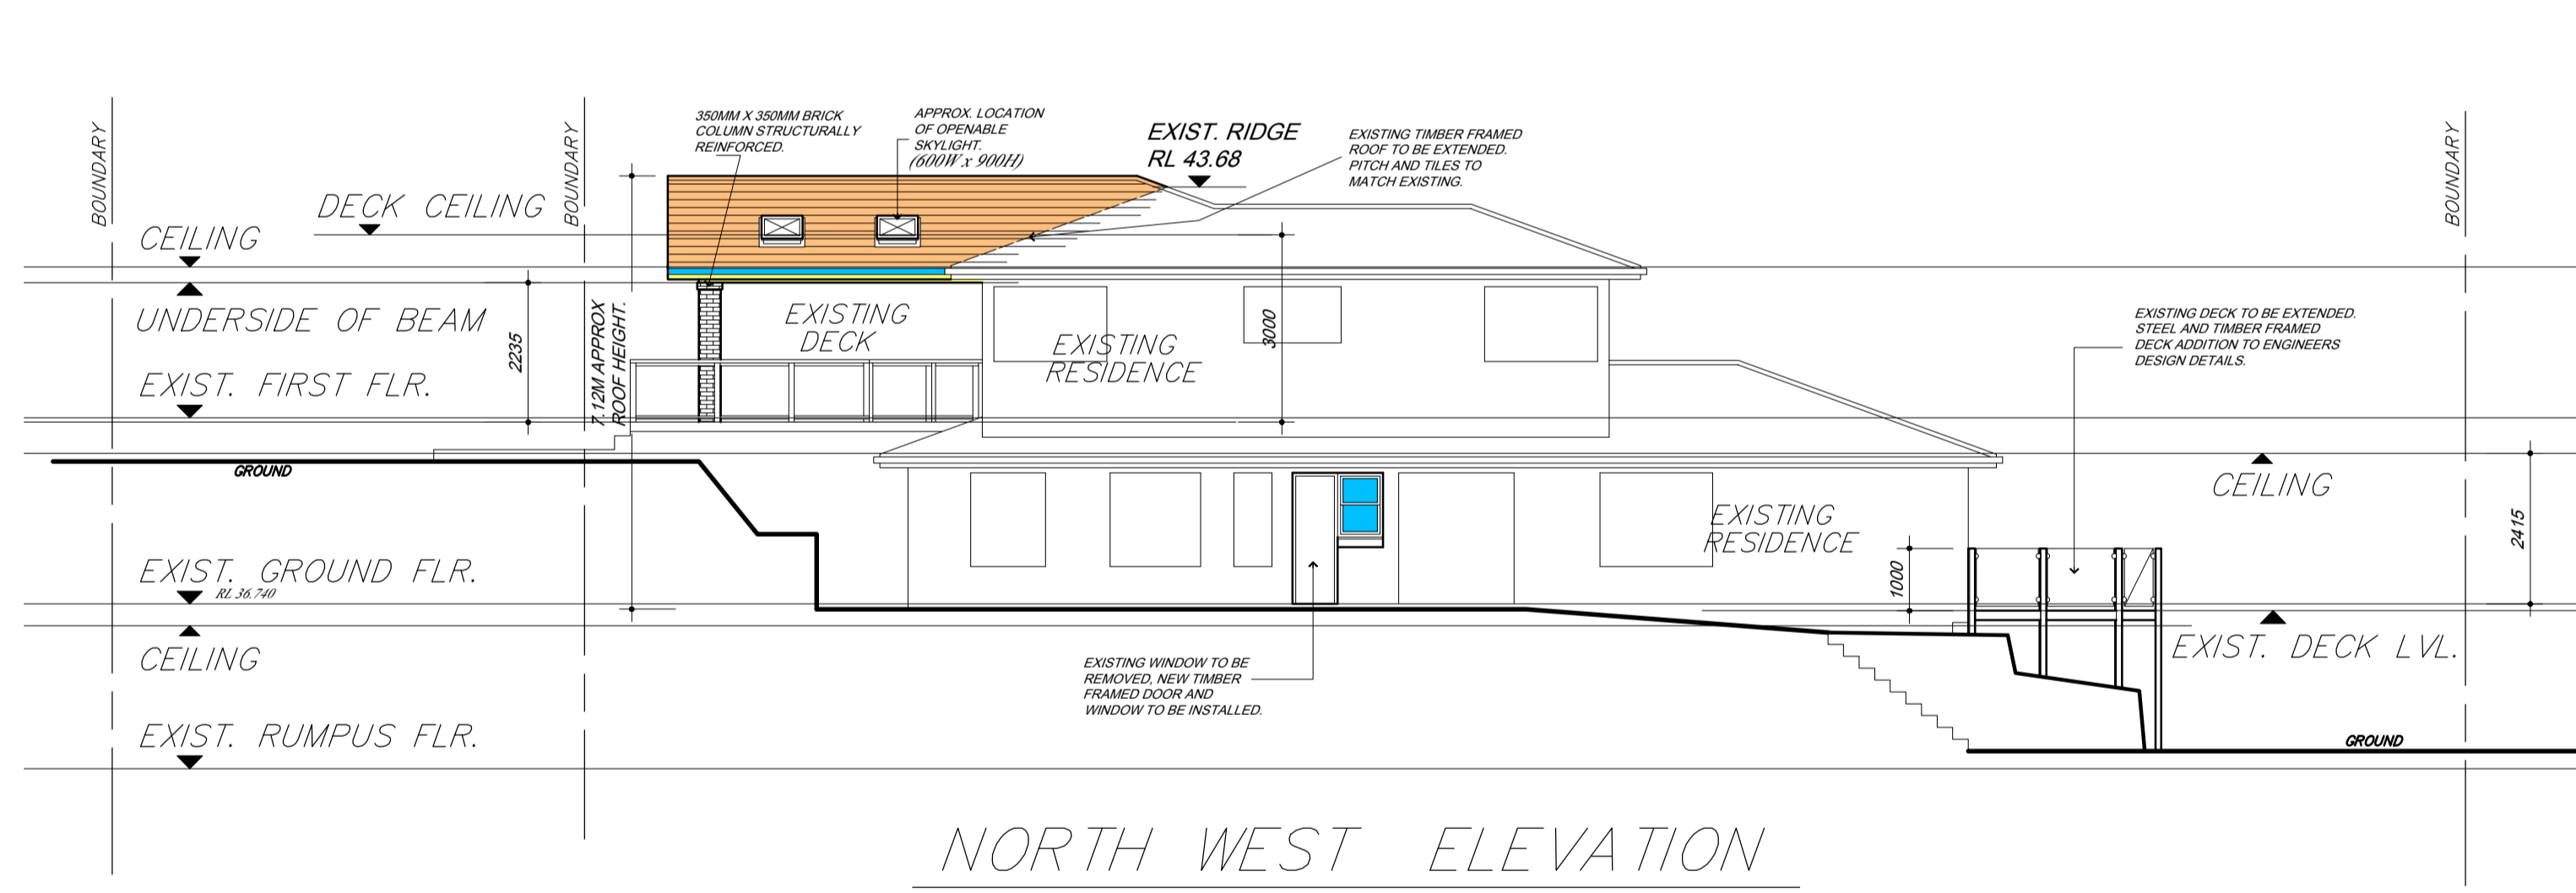 BOUNDARY
BOUNDARY
BOUNDARY
350MM X 350MM BRICK
COLUMN STRUCTURALLY
REINFORCED.
APPROX. LOCATION
OF OPENABLE
SKYLIGHT.
(600W x 900H)
EXIST. RIDGE
RL 43.68
EXISTING TIMBER FRAMED
ROOF TO BE EXTENDED.
PITCH AND TILES TO
MATCH EXISTING.
DECK CEILING
CEILING
UNDERSIDE OF BEAM
2235
7.12M APPROX
ROOF HEIGHT.
EXISTING
DECK
EXISTING
RESIDENCE
3000
EXISTING DECK TO BE EXTENDED.
STEEL AND TIMBER FRAMED
DECK ADDITION TO ENGINEERS
DESIGN DETAILS.
EXIST. FIRST FLR.
GROUND
CEILING
EXISTING
RESIDENCE
2415
1000
EXIST. GROUND FLR.
RL 36.740
CEILING
EXIST. DECK LVL.
EXISTING WINDOW TO BE
REMOVED, NEW TIMBER
FRAMED DOOR AND
WINDOW TO BE INSTALLED.
EXIST. RUMPUS FLR.
GROUND
NORTH WEST ELEVATION